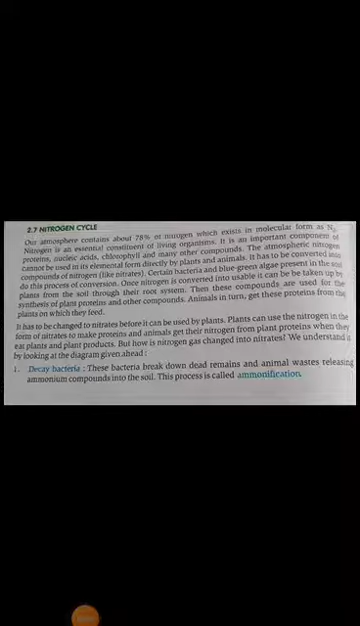 2.7 NITROGEN CYCLE
Our atmosphere contains about 78% of nitrogen which exists in molecular form as N₂.
Nitrogen is an essential constituent of living organisms. It is an important component of
proteins, nucleic acids, chlorophyll and many other compounds. The atmospheric nitrogen
cannot be used in its elemental form directly by plants and animals. It has to be converted into
compounds of nitrogen (like nitrates). Certain bacteria and blue-green algae present in the soil
do this process of conversion. Once nitrogen is converted into usable it can be be taken up by
plants from the soil through their root system. Then these compounds are used for the
synthesis of plant proteins and other compounds. Animals in turn, get these proteins from the
plants on which they feed.
It has to be changed to nitrates before it can be used by plants. Plants can use the nitrogen in the
form of nitrates to make proteins and animals get their nitrogen from plant proteins when they
eat plants and plant products. But how is nitrogen gas changed into nitrates? We understand it
by looking at the diagram given ahead :
1. Decay bacteria : These bacteria break down dead remains and animal wastes releasing
ammonium compounds into the soil. This process is called ammonification.